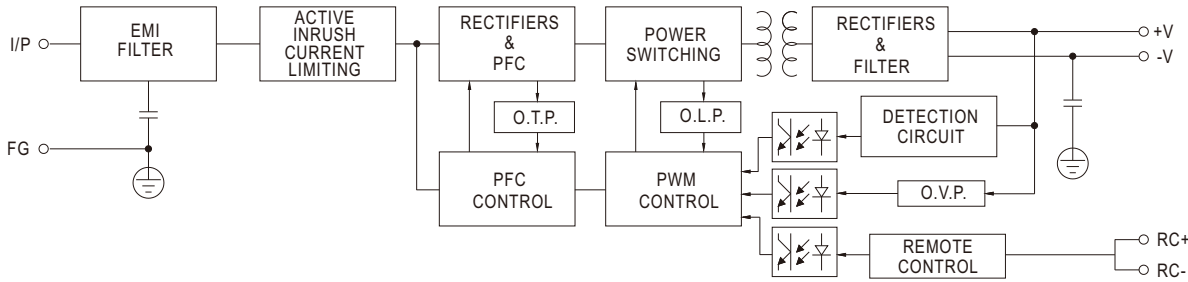 I/P
EMI
FILTER
ACTIVE
INRUSH
CURRENT
LIMITING
RECTIFIERS
&
PFC
POWER
SWITCHING
RECTIFIERS
&
FILTER
+V
-V
O.T.P.
O.L.P.
DETECTION
CIRCUIT
FG
PFC
CONTROL
PWM
CONTROL
O.V.P.
REMOTE
CONTROL
RC+
RC-